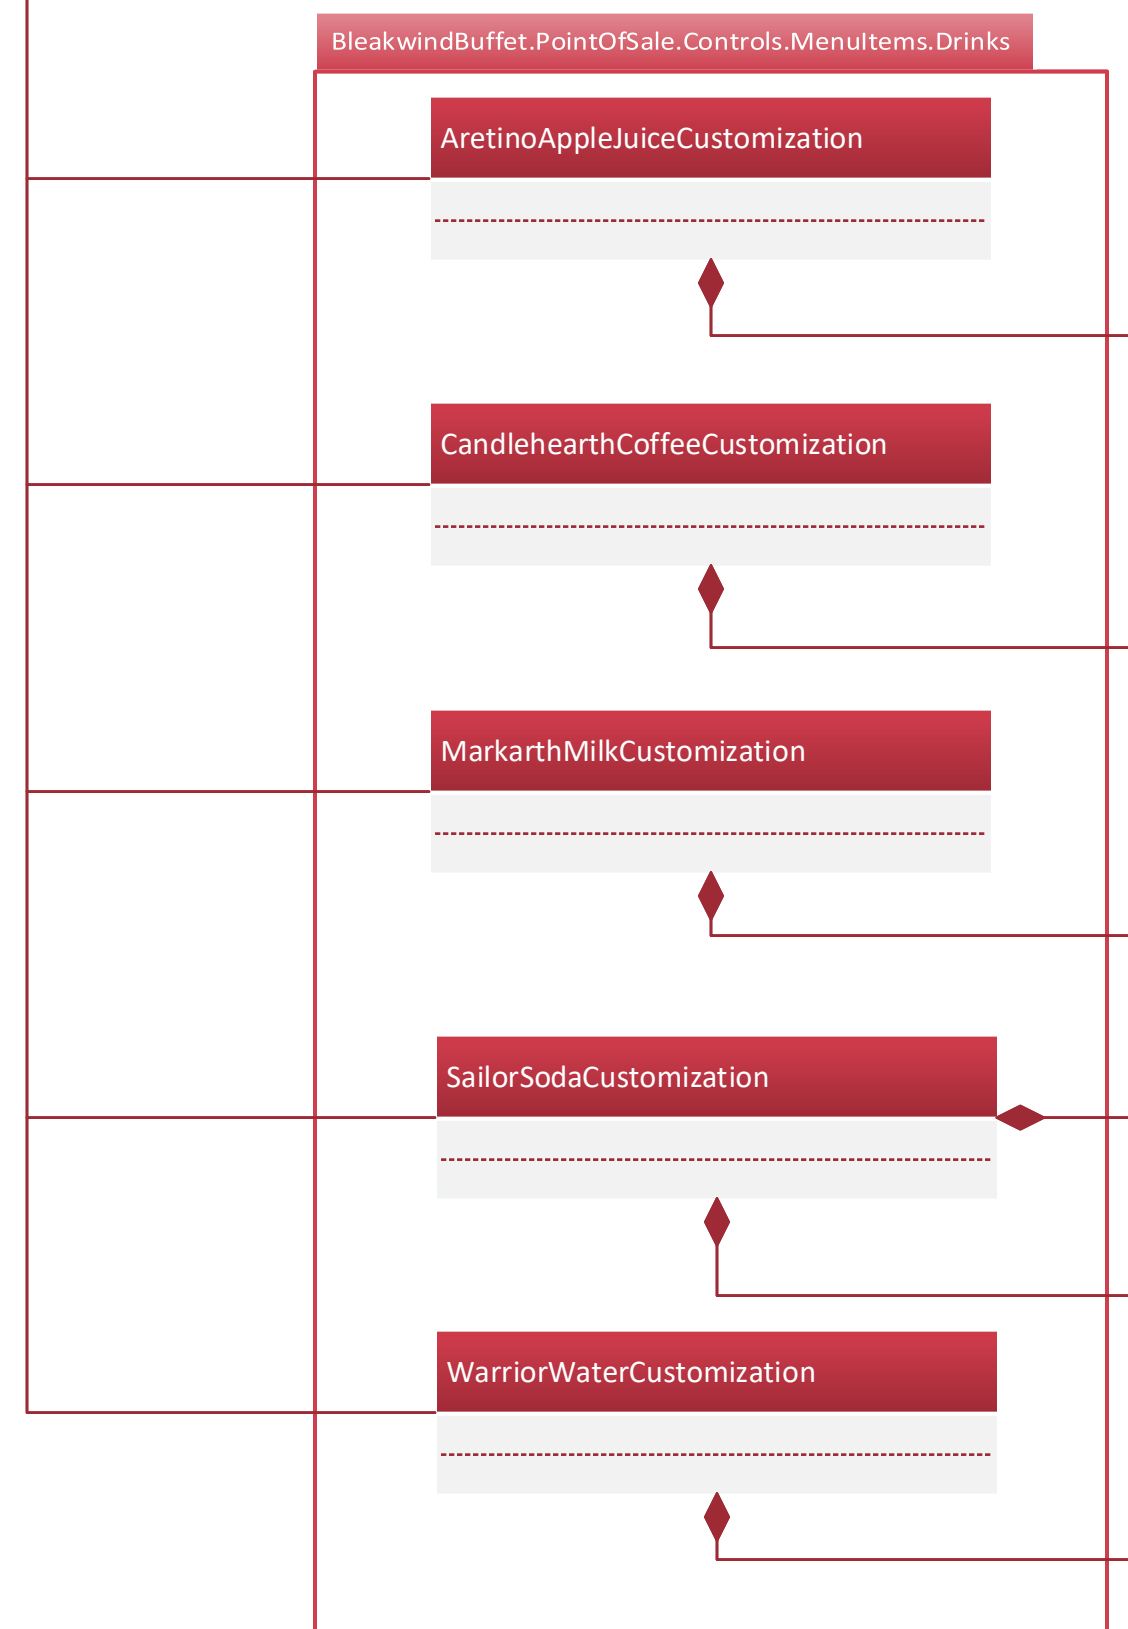 BleakwindBuffet.PointOfSale.Controls.MenuItems.Drinks
AretinoAppleJuiceCustomization
CandlehearthCoffeeCustomization
MarkarthMilkCustomization
SailorSodaCustomization
WarriorWaterCustomization